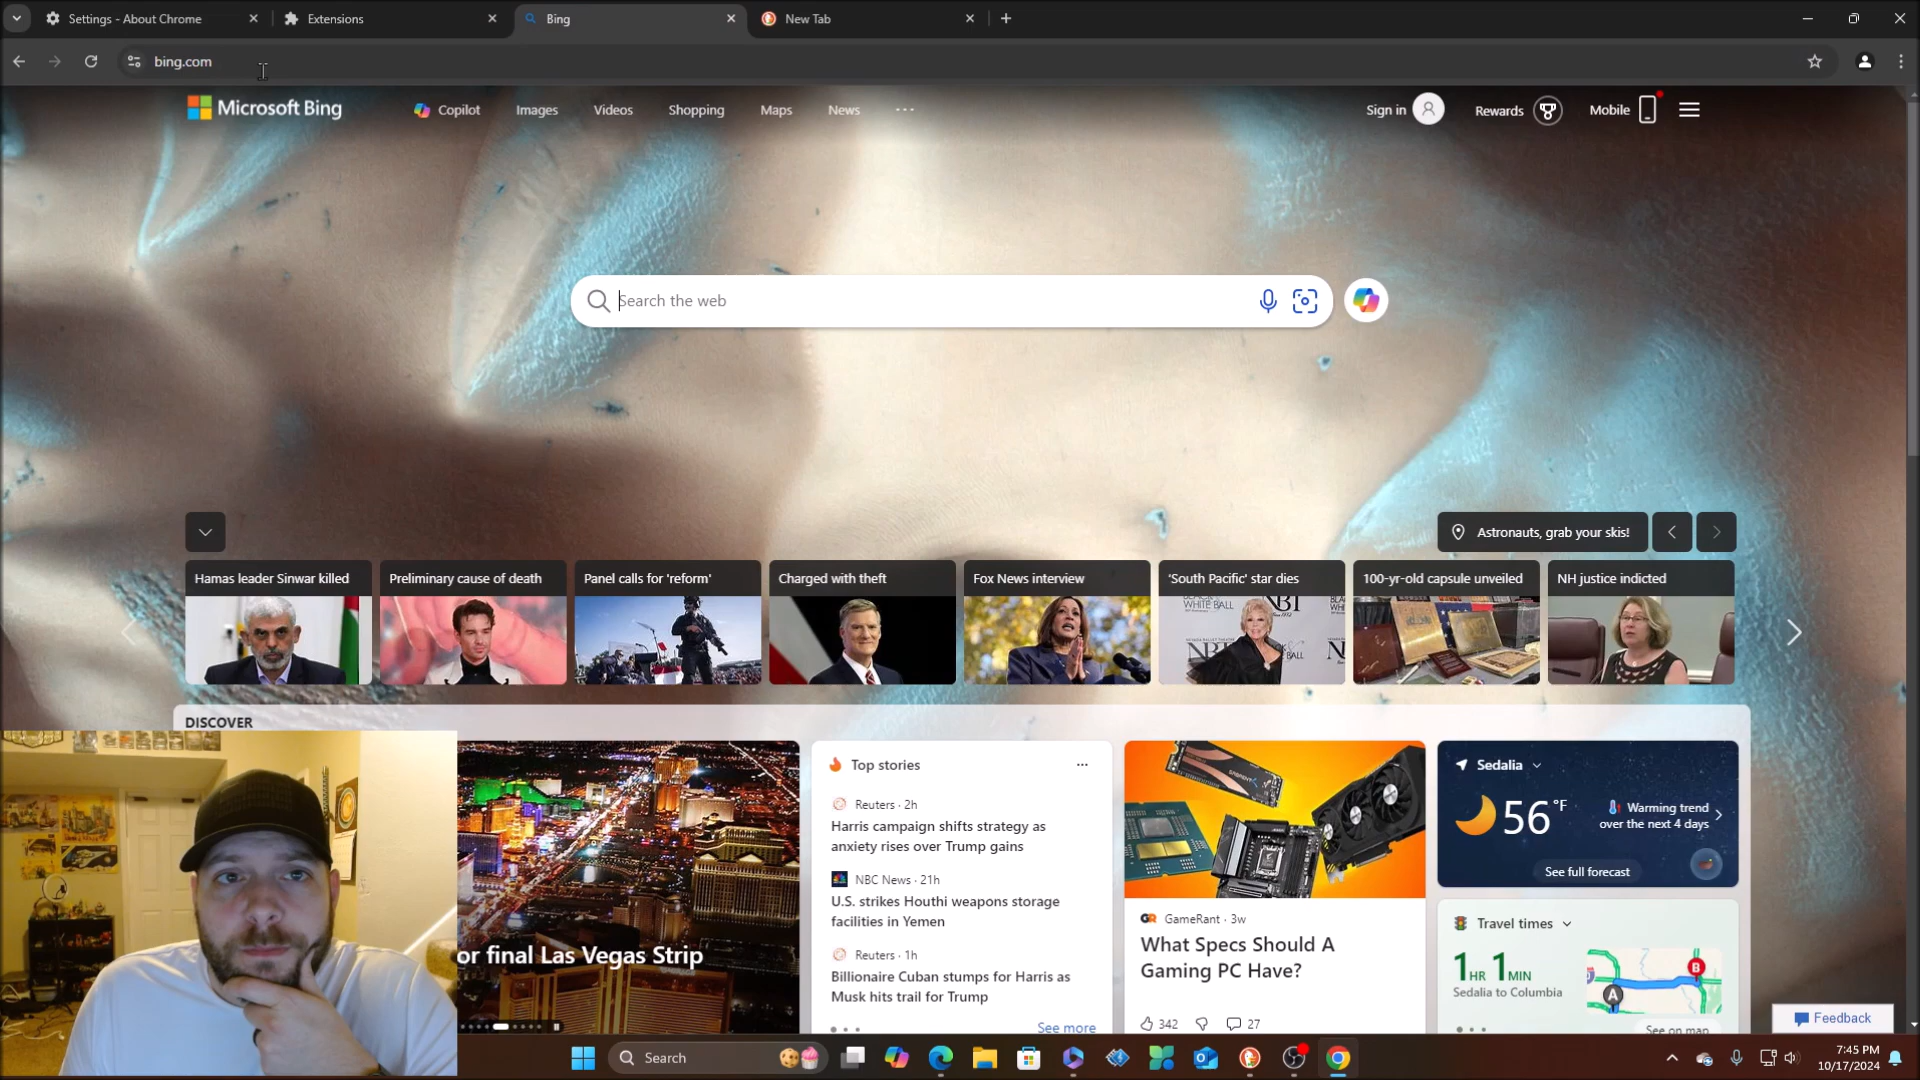 Settings - About Chrome
Extensions
Bing
New Tab
bing.com
Microsoft Bing
Copilot
Images
Videos
Shopping
Maps
News
Sign in
Rewards
Mobile
Search the web
Astronauts, grab your skis!
Hamas leader Sinwar killed
Preliminary cause of death
Panel calls for 'reform'
Charged with theft
Fox News interview
'South Pacific' star dies
100-yr-old capsule unveiled
NH justice indicted
DISCOVER
or final Las Vegas Strip
Top stories
Reuters · 2h
Harris campaign shifts strategy as
anxiety rises over Trump gains
NBC News · 21h
U.S. strikes Houthi weapons storage
facilities in Yemen
Reuters · 1h
Billionaire Cuban stumps for Harris as
Musk hits trail for Trump
See more
GR GameRant · 3w
What Specs Should A
Gaming PC Have?
342
27
Sedalia
56 °F
Warming trend
over the next 4 days
See full forecast
Travel times
1 HR 1 MIN
Sedalia to Columbia
A
B
See on map
Feedback
Search
7:45 PM
10/17/2024